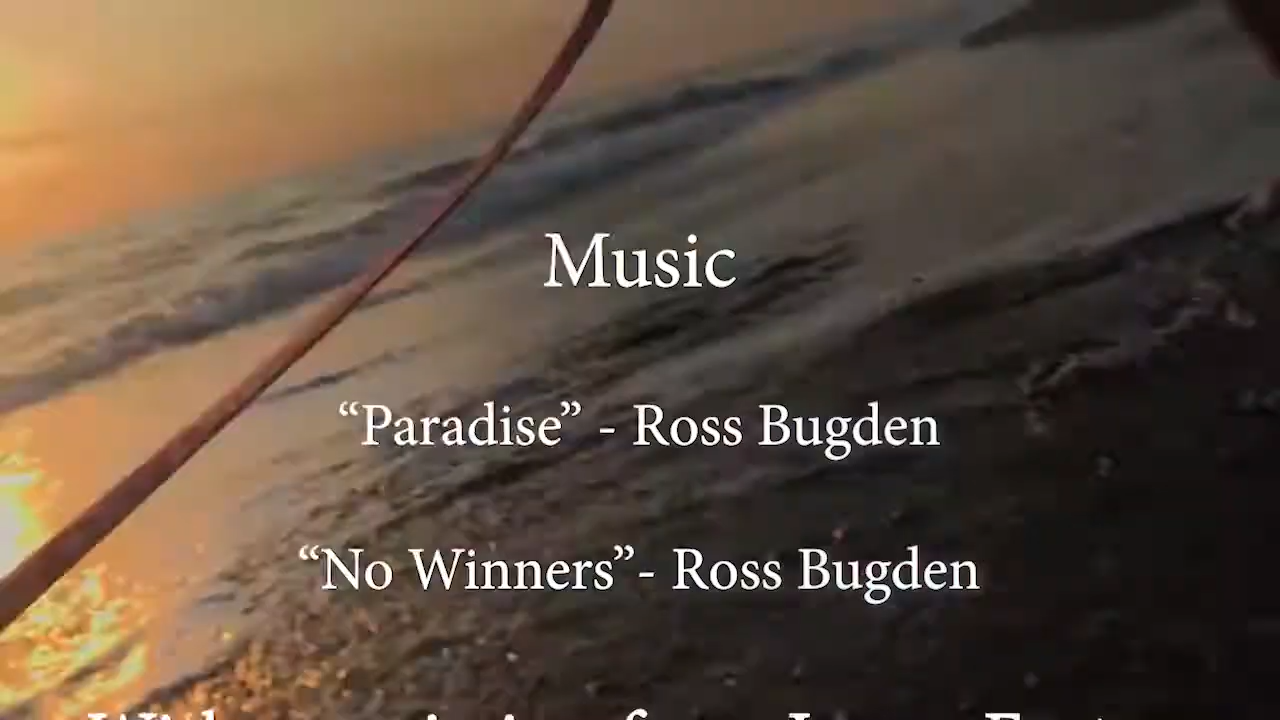 Music
“Paradise” - Ross Bugden
“No Winners”- Ross Bugden